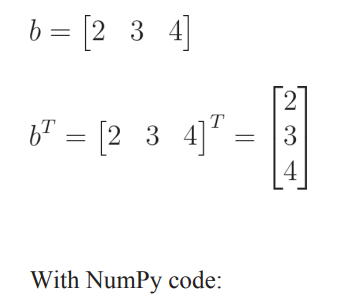 b = [2 3 4]
b^T = [2 3 4]^T = [2
3
4]
With NumPy code: